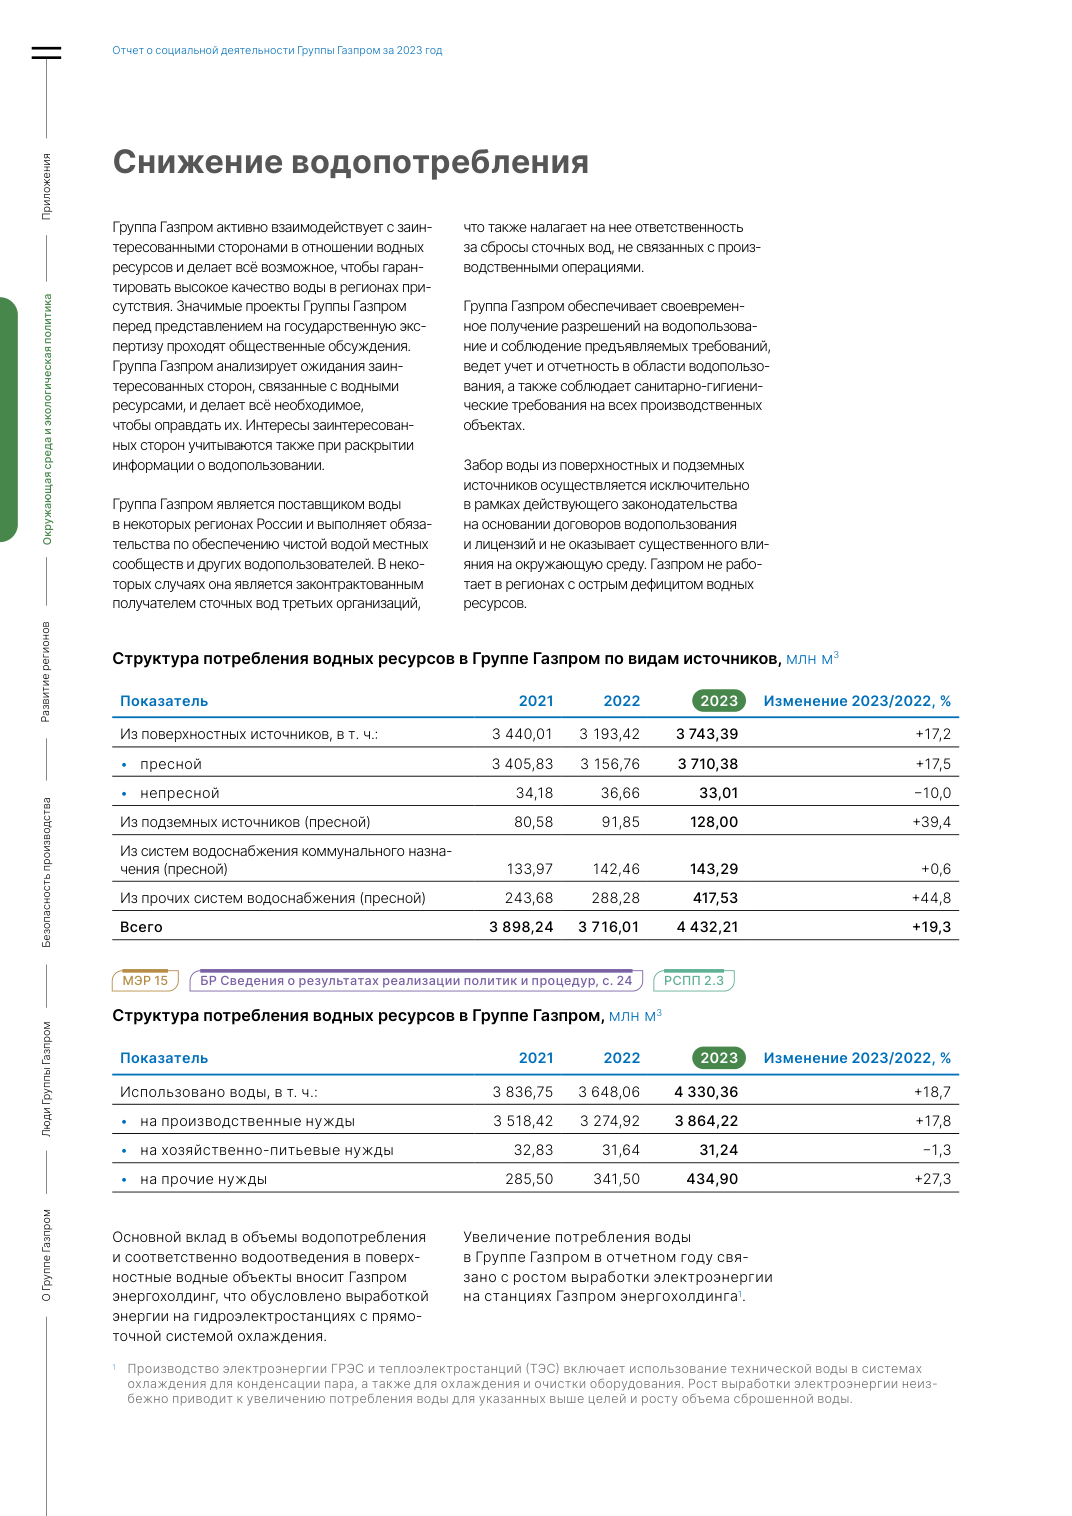 Отчет о социальной деятельности Группы Газпром за 2023 год
Приложения
Окружающая среда и экологическая политика
Развитие регионов
Безопасность производства
Люди Группы Газпром
О Группе Газпром
Снижение водопотребления
Группа Газпром активно взаимодействует с заин-
тересованными сторонами в отношении водных
ресурсов и делает всё возможное, чтобы гаран-
тировать высокое качество воды в регионах при-
сутствия. Значимые проекты Группы Газпром
перед представлением на государственную экс-
пертизу проходят общественные обсуждения.
Группа Газпром анализирует ожидания заин-
тересованных сторон, связанные с водными
ресурсами, и делает всё необходимое,
чтобы оправдать их. Интересы заинтересован-
ных сторон учитываются также при раскрытии
информации о водопользовании.
Группа Газпром является поставщиком воды
в некоторых регионах России и выполняет обяза-
тельства по обеспечению чистой водой местных
сообществ и других водопользователей. В неко-
торых случаях она является законтрактованным
получателем сточных вод третьих организаций,
что также налагает на нее ответственность
за сбросы сточных вод, не связанных с произ-
водственными операциями.
Группа Газпром обеспечивает своевремен-
ное получение разрешений на водопользова-
ние и соблюдение предъявляемых требований,
ведет учет и отчетность в области водопользо-
вания, а также соблюдает санитарно-гигиени-
ческие требования на всех производственных
объектах.
Забор воды из поверхностных и подземных
источников осуществляется исключительно
в рамках действующего законодательства
на основании договоров водопользования
и лицензий и не оказывает существенного вли-
яния на окружающую среду. Газпром не рабо-
тает в регионах с острым дефицитом водных
ресурсов.
Структура потребления водных ресурсов в Группе Газпром по видам источников, млн м³
Показатель 2021 2022 2023 Изменение 2023/2022, %
Из поверхностных источников, в т. ч.: 3 440,01 3 193,42 3 743,39 +17,2
• пресной 3 405,83 3 156,76 3 710,38 +17,5
• непресной 34,18 36,66 33,01 −10,0
Из подземных источников (пресной) 80,58 91,85 128,00 +39,4
Из систем водоснабжения коммунального назна-
чения (пресной) 133,97 142,46 143,29 +0,6
Из прочих систем водоснабжения (пресной) 243,68 288,28 417,53 +44,8
Всего 3 898,24 3 716,01 4 432,21 +19,3
МЭР 15 БР Сведения о результатах реализации политик и процедур, с. 24 РСПП 2.3
Структура потребления водных ресурсов в Группе Газпром, млн м³
Показатель 2021 2022 2023 Изменение 2023/2022, %
Использовано воды, в т. ч.: 3 836,75 3 648,06 4 330,36 +18,7
• на производственные нужды 3 518,42 3 274,92 3 864,22 +17,8
• на хозяйственно-питьевые нужды 32,83 31,64 31,24 −1,3
• на прочие нужды 285,50 341,50 434,90 +27,3
Основной вклад в объемы водопотребления
и соответственно водоотведения в поверх-
ностные водные объекты вносит Газпром
энергохолдинг, что обусловлено выработкой
энергии на гидроэлектростанциях с прямо-
точной системой охлаждения.
Увеличение потребления воды
в Группе Газпром в отчетном году свя-
зано с ростом выработки электроэнергии
на станциях Газпром энергохолдинга¹.
¹ Производство электроэнергии ГРЭС и теплоэлектростанций (ТЭС) включает использование технической воды в системах
охлаждения для конденсации пара, а также для охлаждения и очистки оборудования. Рост выработки электроэнергии неиз-
бежно приводит к увеличению потребления воды для указанных выше целей и росту объема сброшенной воды.